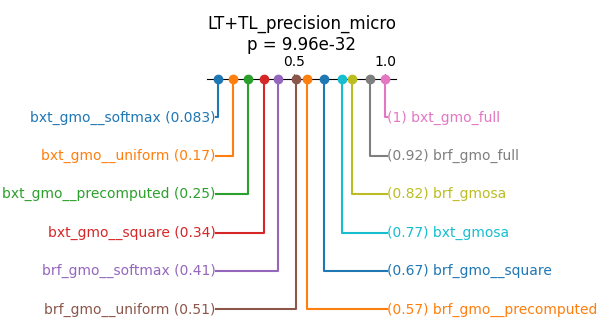 LT+TL_precision_micro
p = 9.96e-32
0.5 1.0
bxt_gmo__softmax (0.083)
(1) bxt_gmo_full
bxt_gmo__uniform (0.17)
(0.92) brf_gmo_full
bxt_gmo__precomputed (0.25)
(0.82) brf_gmosa
bxt_gmo__square (0.34)
(0.77) bxt_gmosa
brf_gmo__softmax (0.41)
(0.67) brf_gmo__square
brf_gmo__uniform (0.51)
(0.57) brf_gmo__precomputed